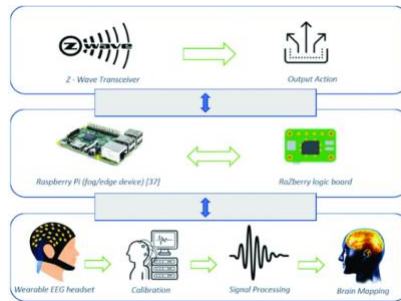 Z wave
Z - Wave Transceiver
Output Action
Raspberry Pi (fog/edge device) [37]
RaZberry logic board
Wearable EEG headset
Calibration
Signal Processing
Brain Mapping